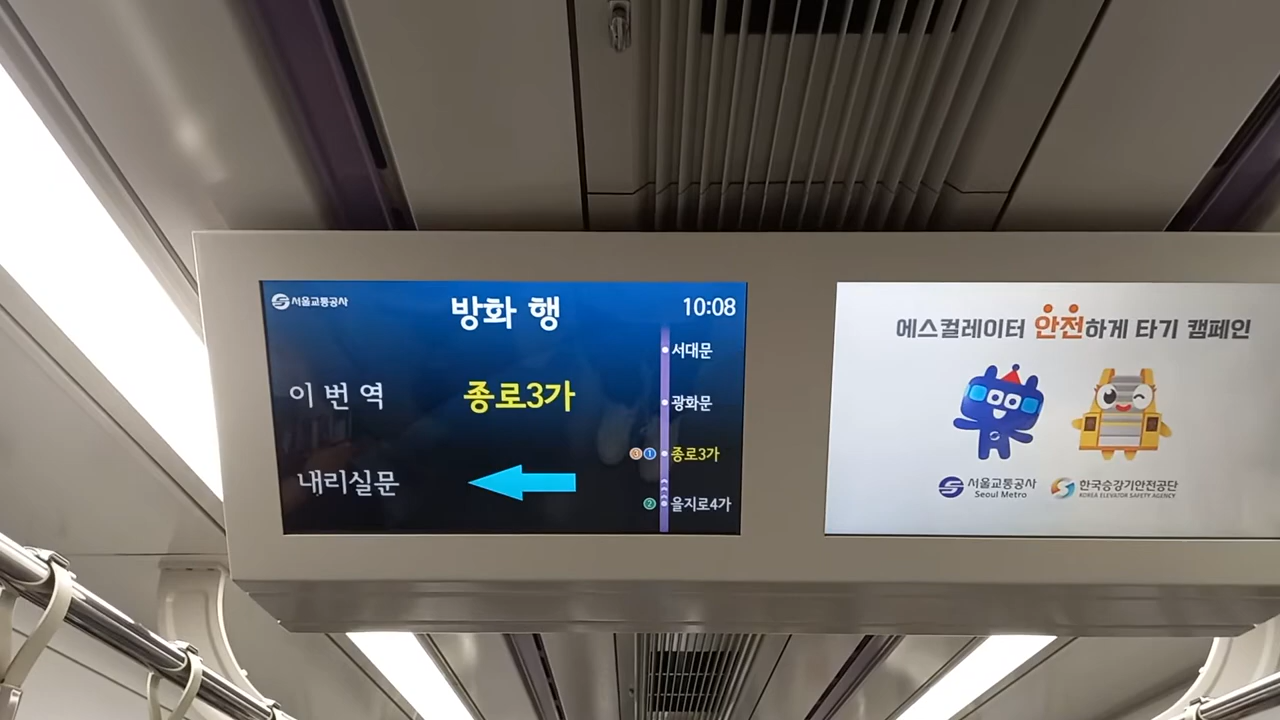 서울교통공사
방화 행
10:08
이 번 역
종로3가
내리실문
서대문
광화문
3 1 종로3가
2 을지로4가
에스컬레이터 안전하게 타기 캠페인
서울교통공사
Seoul Metro
한국승강기안전공단
KOREA ELEVATOR SAFETY AGENCY